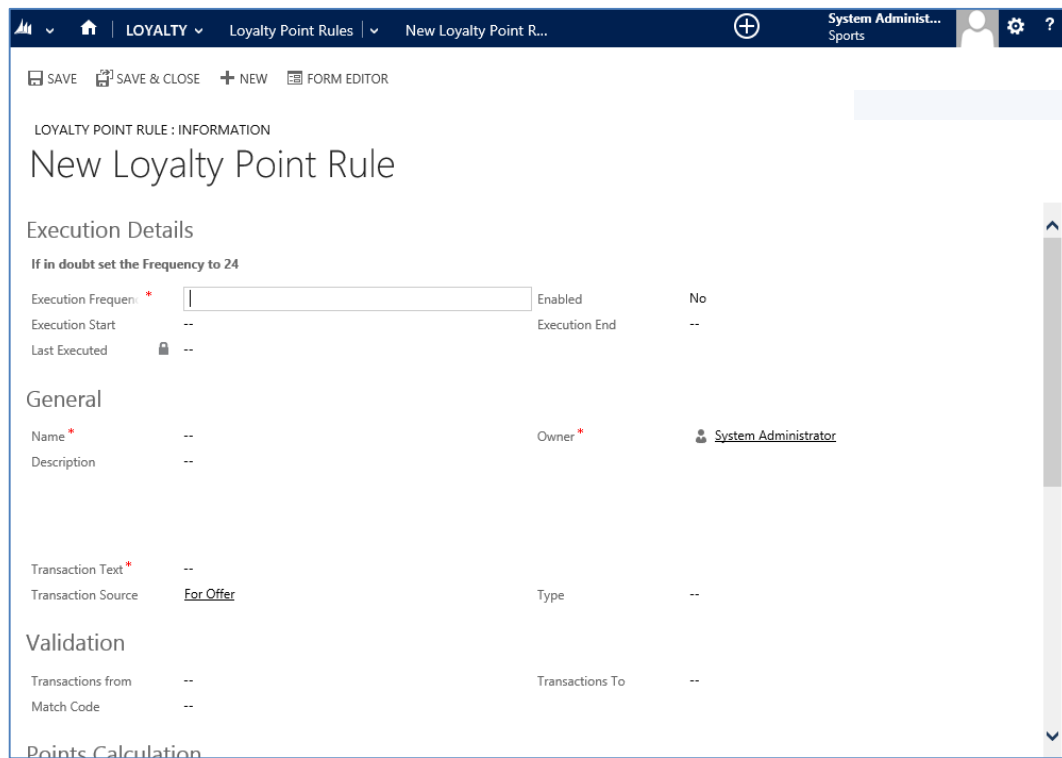 LOYALTY Loyalty Point Rules New Loyalty Point R... System Administ...
Sports ?
SAVE SAVE & CLOSE NEW FORM EDITOR
LOYALTY POINT RULE : INFORMATION
New Loyalty Point Rule
Execution Details
If in doubt set the Frequency to 24
Execution Frequen * Enabled No
Execution Start -- Execution End --
Last Executed --
General
Name * -- Owner * System Administrator
Description --
Transaction Text * --
Transaction Source For Offer Type --
Validation
Transactions from -- Transactions To --
Match Code --
Points Calculation